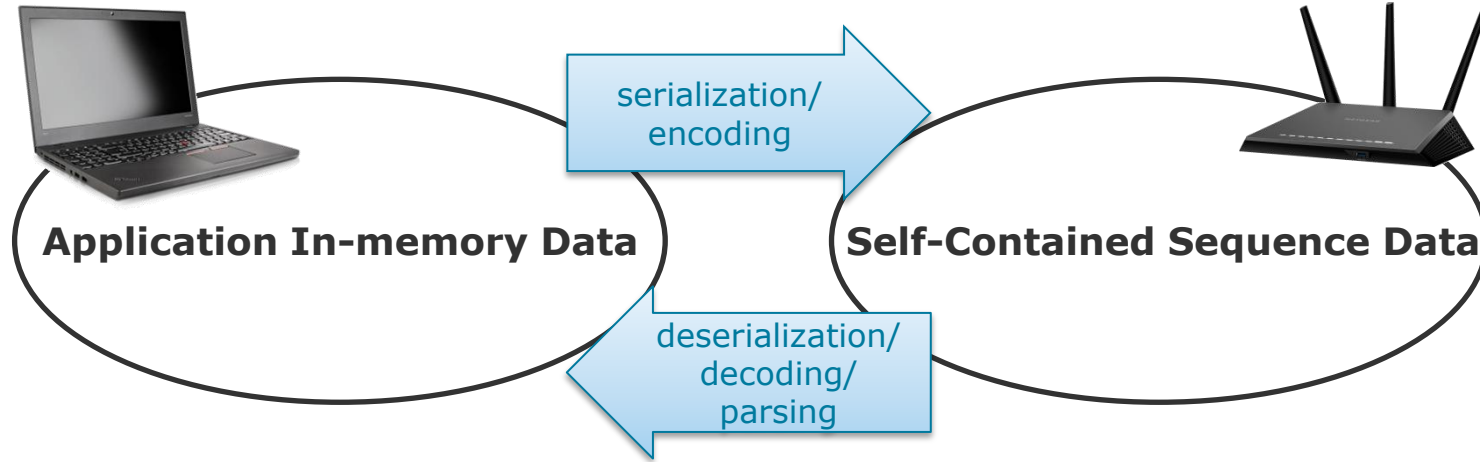 serialization/
encoding
Application In-memory Data
Self-Contained Sequence Data
deserialization/
decoding/
parsing